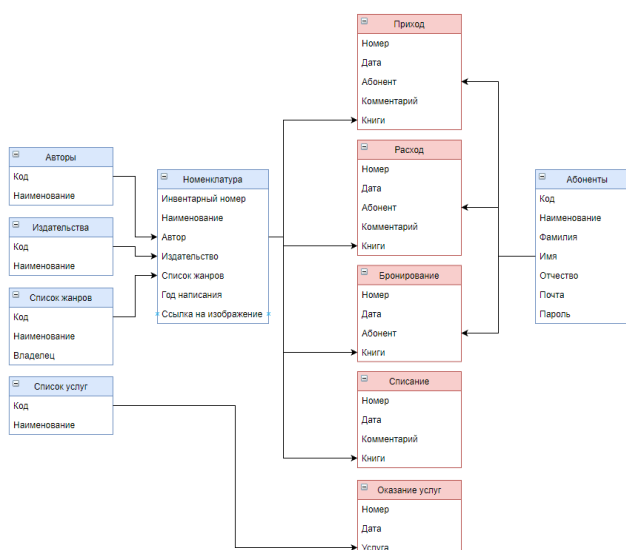 Приход
Номер
Дата
Абонент
Комментарий
Книги
Авторы
Код
Наименование
Издательства
Код
Наименование
Список жанров
Код
Наименование
Владелец
Список услуг
Код
Наименование
Номенклатура
Инвентарный номер
Наименование
Автор
Издательство
Список жанров
Год написания
Ссылка на изображение
Расход
Номер
Дата
Абонент
Комментарий
Книги
Бронирование
Номер
Дата
Абонент
Книги
Списание
Номер
Дата
Комментарий
Книги
Оказание услуг
Номер
Дата
Услуга
Абоненты
Код
Наименование
Фамилия
Имя
Отчество
Почта
Пароль